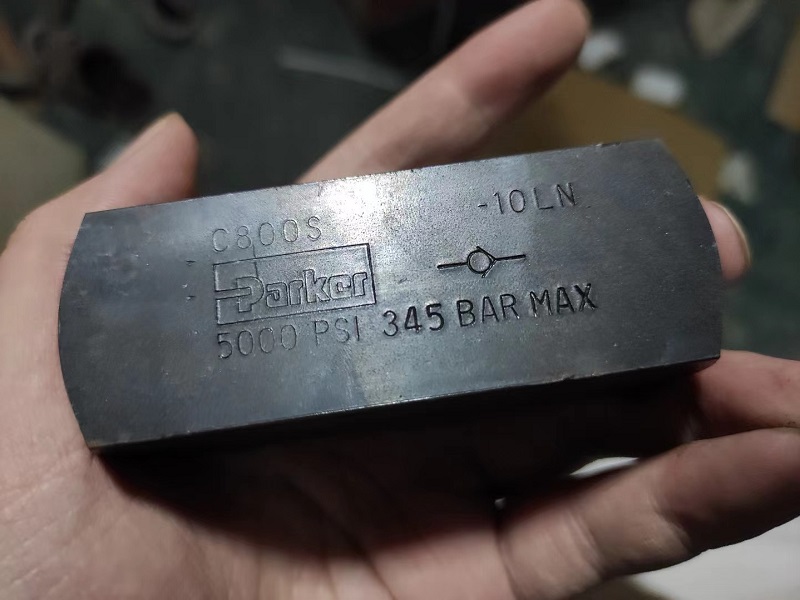 C800S -10LN
Parker
5000 PSI 345 BAR MAX